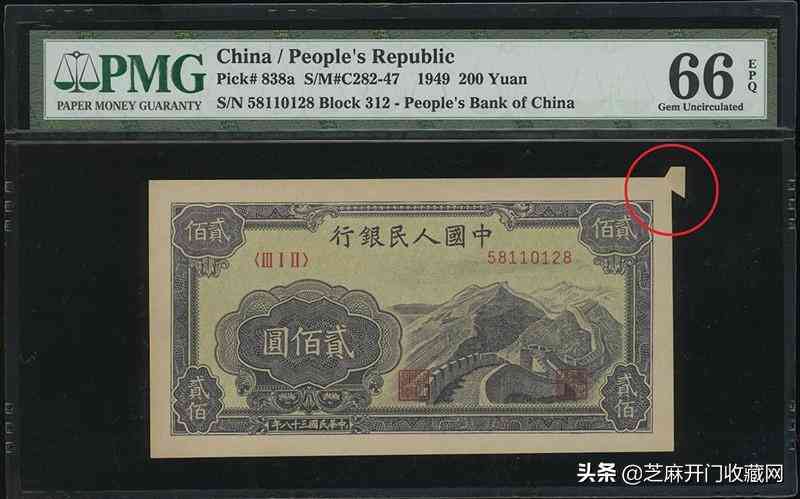 PMG
PAPER MONEY GUARANTY
China / People's Republic
Pick# 838a S/M#C282-47 1949 200 Yuan
S/N 58110128 Block 312 - People's Bank of China
66
EPQ
Gem Uncirculated
佰貳
佰貳
行銀民人國中
〈III I II〉
58110128
圓佰貳
貳佰
貳佰
年八十三國民華中
头条 @芝麻开门收藏网